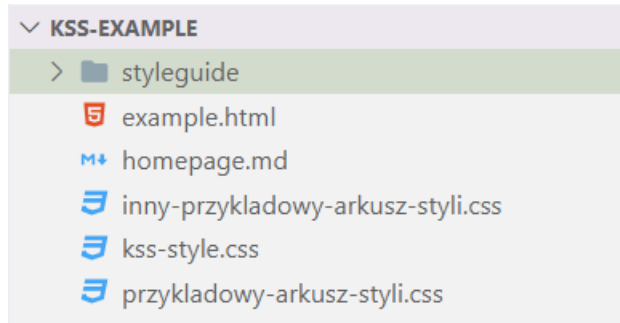 KSS-EXAMPLE
styleguide
5 example.html
M homepage.md
inny-przykladowy-arkusz-styli.css
kss-style.css
przykladowy-arkusz-styli.css